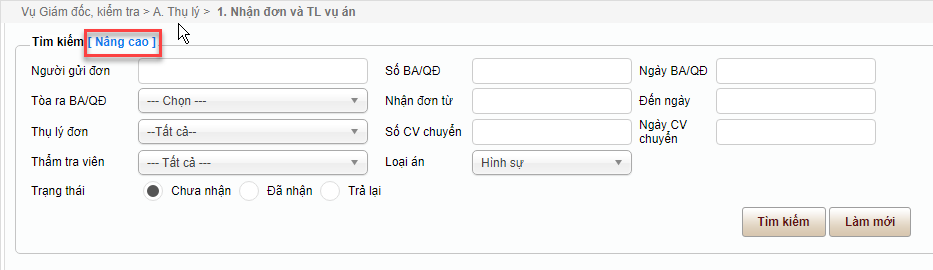 Vụ Giám đốc, kiểm tra > A. Thụ lý > 1. Nhận đơn và TL vụ án
Tìm kiếm [ Nâng cao ]
Người gửi đơn Số BA/QĐ Ngày BA/QĐ
Tòa ra BA/QĐ --- Chọn --- Nhận đơn từ Đến ngày
Thụ lý đơn --Tất cả-- Số CV chuyển Ngày CV chuyển
Thẩm tra viên --- Tất cả --- Loại án Hình sự
Trạng thái Chưa nhận Đã nhận Trả lại
Tìm kiếm Làm mới